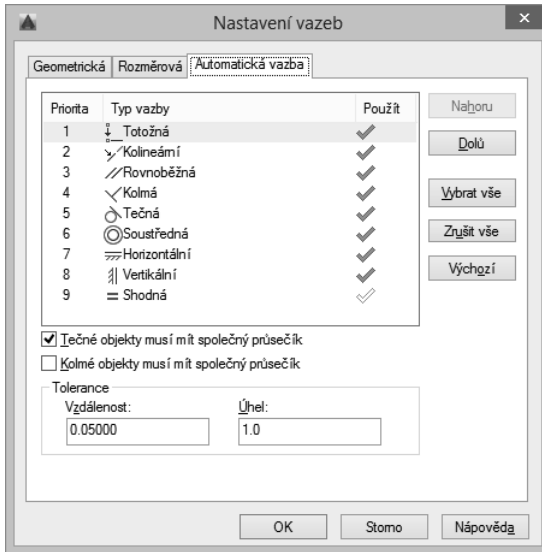 Nastavení vazeb
Geometrická Rozměrová Automatická vazba
Priorita Typ vazby Použít
1 Totožná
2 Kolineární
3 Rovnoběžná
4 Kolmá
5 Tečná
6 Soustředná
7 Horizontální
8 Vertikální
9 Shodná
Nahoru
Dolů
Vybrat vše
Zrušit vše
Výchozí
Tečné objekty musí mít společný průsečík
Kolmé objekty musí mít společný průsečík
Tolerance
Vzdálenost: Úhel:
0.05000 1.0
OK Storno Nápověda